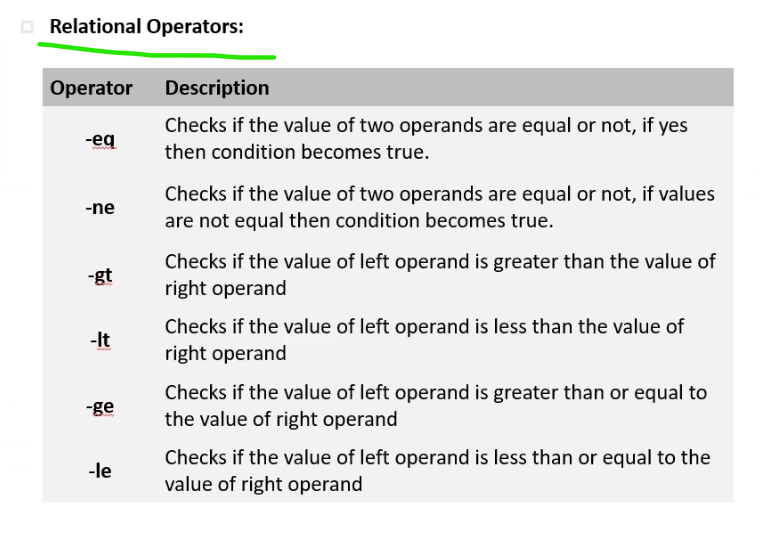 Relational Operators:
Operator Description
-eq Checks if the value of two operands are equal or not, if yes
then condition becomes true.
-ne Checks if the value of two operands are equal or not, if values
are not equal then condition becomes true.
-gt Checks if the value of left operand is greater than the value of
right operand
-lt Checks if the value of left operand is less than the value of
right operand
-ge Checks if the value of left operand is greater than or equal to
the value of right operand
-le Checks if the value of left operand is less than or equal to the
value of right operand